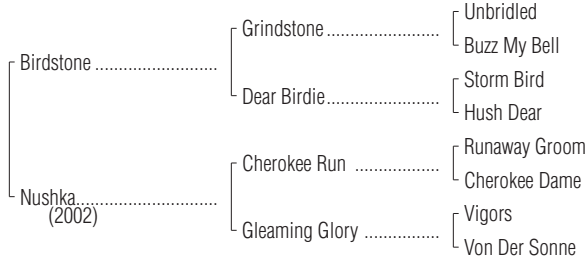 Unbridled
Grindstone ........................
Buzz My Bell
Birdstone ..........................
Storm Bird
Dear Birdie ........................
Hush Dear
Runaway Groom
Cherokee Run ..................
Cherokee Dame
Nushka..............................
(2002)
Vigors
Gleaming Glory ................
Von Der Sonne